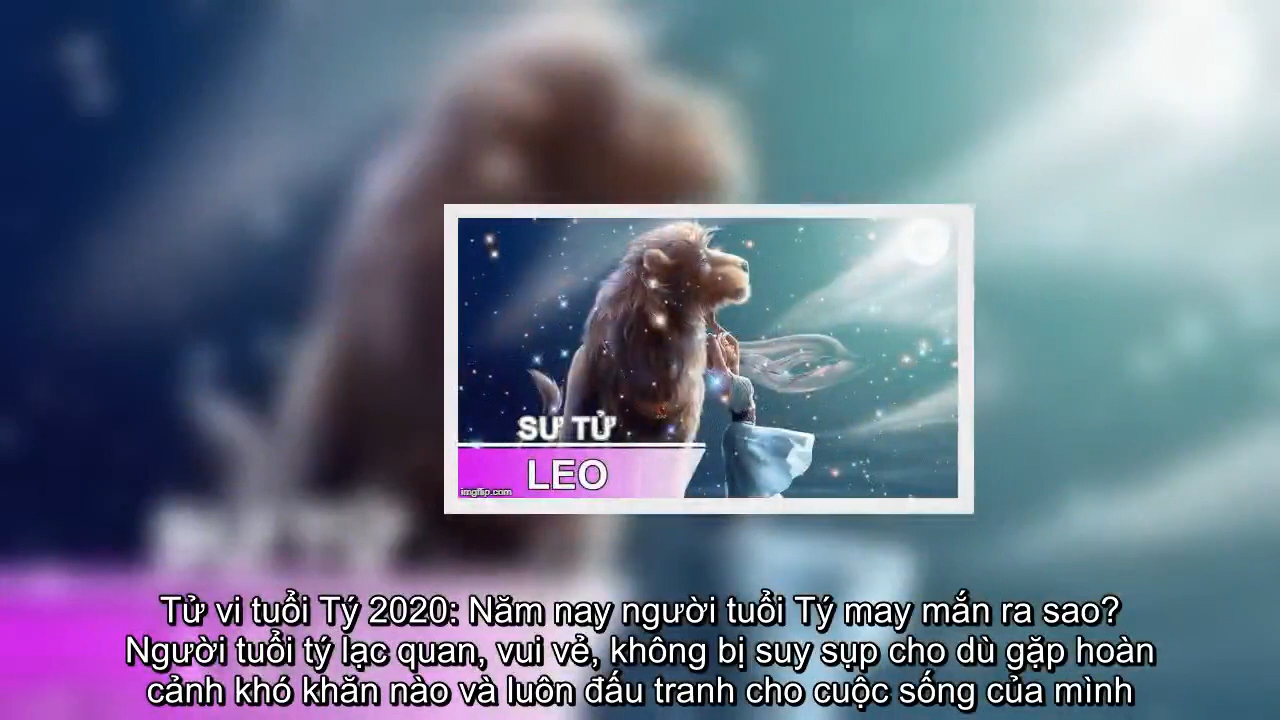 SƯ TỬ
LEO
imgflip.com
Tử vi tuổi Tý 2020: Năm nay người tuổi Tý may mắn ra sao?
Người tuổi tý lạc quan, vui vẻ, không bị suy sụp cho dù gặp hoàn
cảnh khó khăn nào và luôn đấu tranh cho cuộc sống của mình